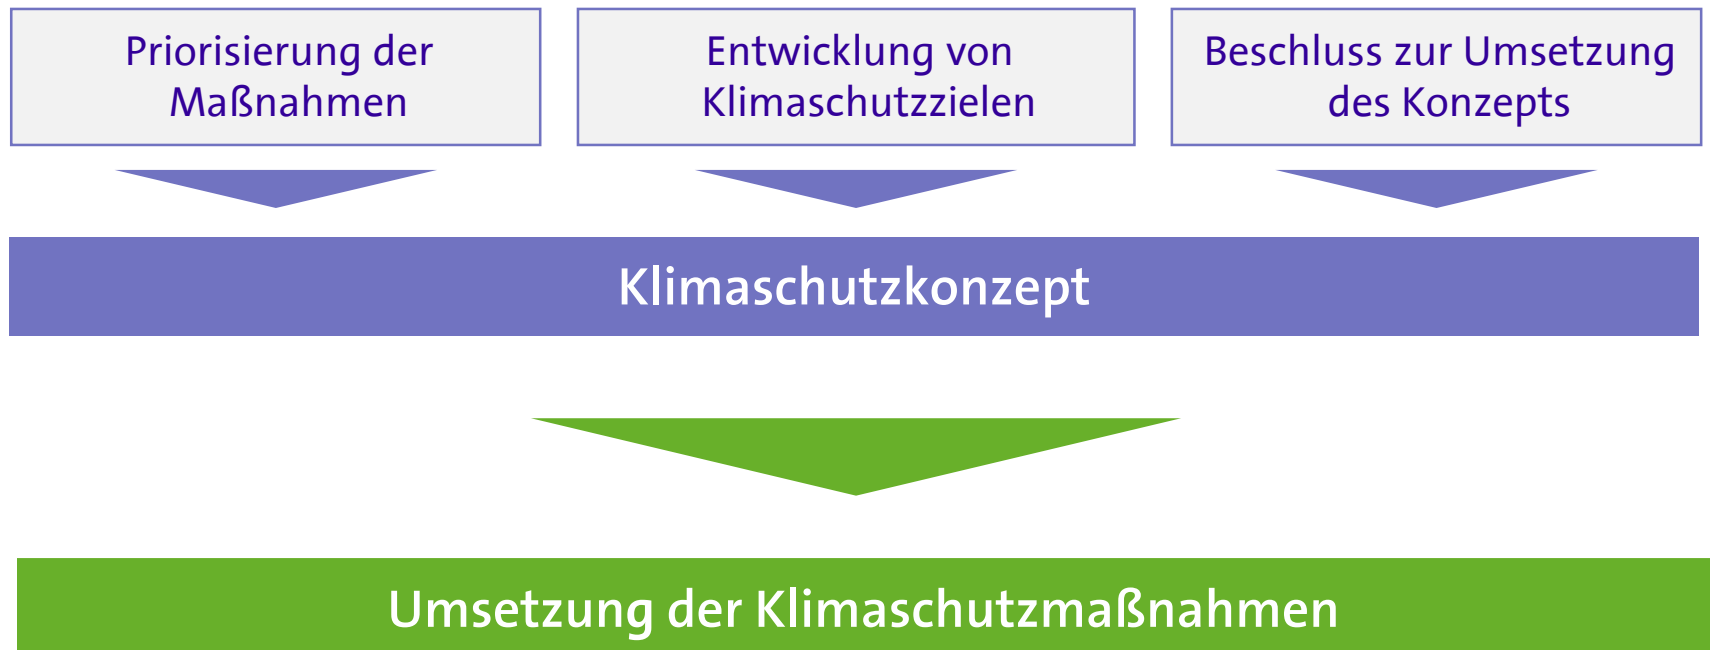 Priorisierung der
Maßnahmen
Entwicklung von
Klimaschutzzielen
Beschluss zur Umsetzung
des Konzepts
Klimaschutzkonzept
Umsetzung der Klimaschutzmaßnahmen